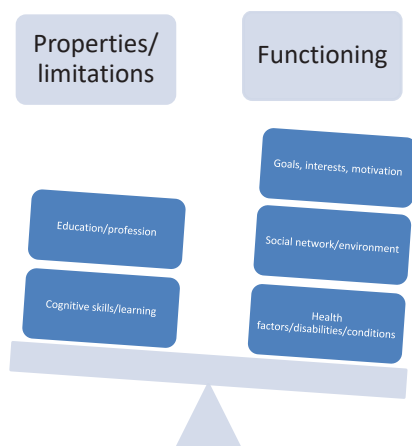 Properties/
limitations
Functioning
Goals, interests, motivation
Education/profession
Social network/environment
Cognitive skills/learning
Health
factors/disabilities/conditions